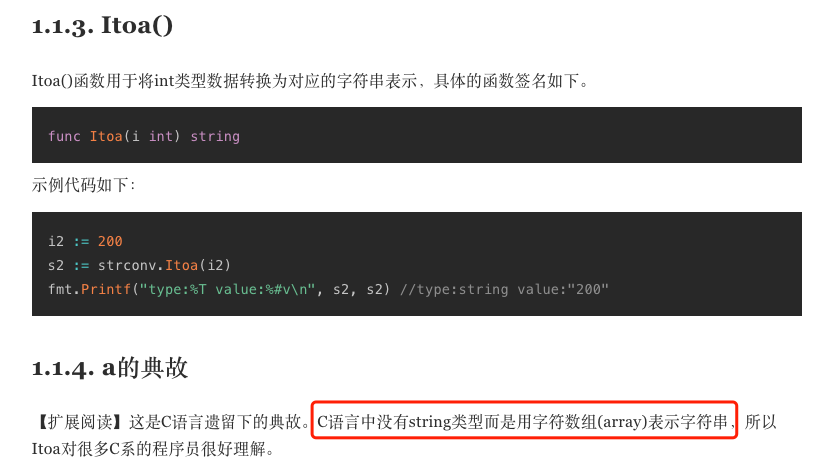 1.1.3. Itoa()
Itoa()函数用于将int类型数据转换为对应的字符串表示，具体的函数签名如下。
func Itoa(i int) string
示例代码如下：
i2 := 200
s2 := strconv.Itoa(i2)
fmt.Printf("type:%T value:%#v\n", s2, s2) //type:string value:"200"
1.1.4. a的典故
【扩展阅读】这是C语言遗留下的典故。C语言中没有string类型而是用字符数组(array)表示字符串，所以
Itoa对很多C系的程序员很好理解。